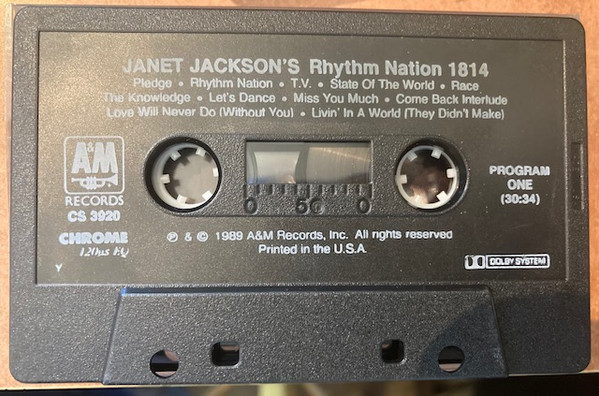 JANET JACKSON'S Rhythm Nation 1814
Pledge • Rhythm Nation • T.V. • State Of The World • Race
The Knowledge • Let's Dance • Miss You Much • Come Back Interlude
Love Will Never Do (Without You) • Livin' In A World (They Didn't Make)
A&M
RECORDS
CS 3920
CHROME
120µs EQ
Y
0 50 0
PROGRAM
ONE
(30:34)
℗ & © 1989 A&M Records, Inc. All rights reserved
Printed in the U.S.A.
DOLBY SYSTEM